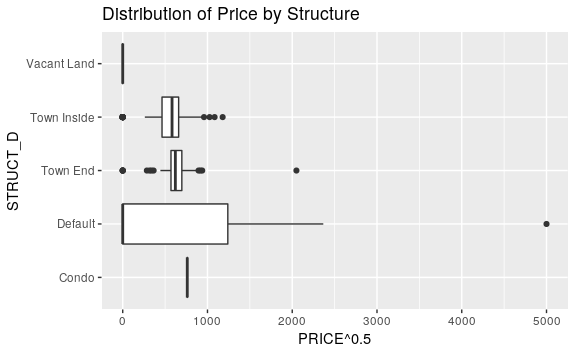 Distribution of Price by Structure
STRUCT_D
Vacant Land
Town Inside
Town End
Default
Condo
0 1000 2000 3000 4000 5000
PRICE^0.5